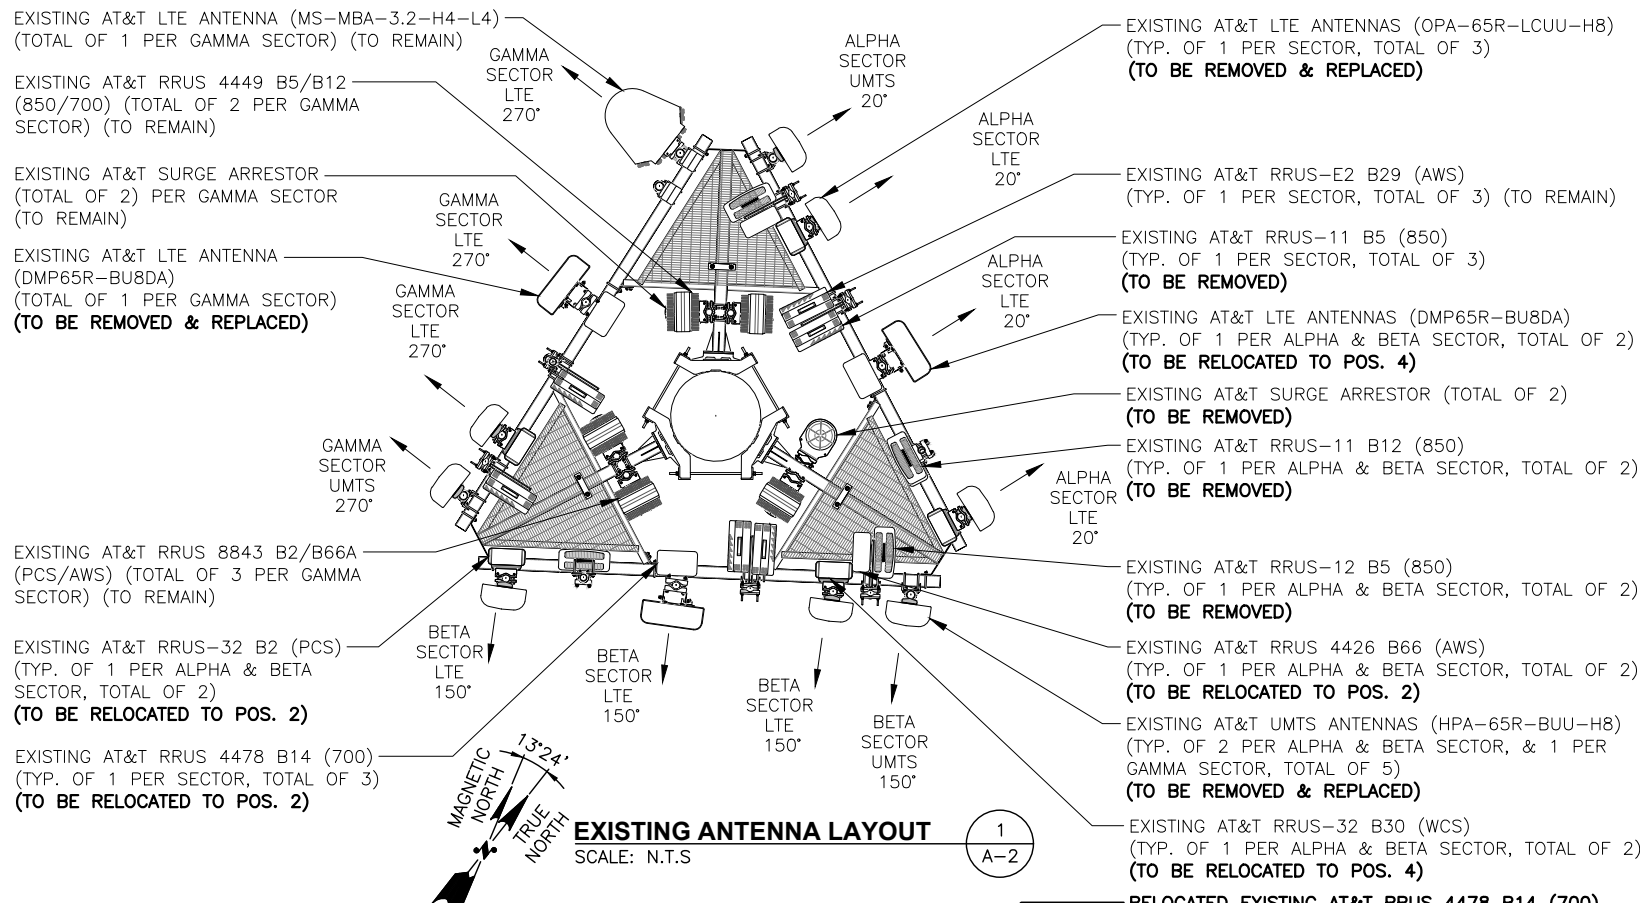 EXISTING AT&T LTE ANTENNA (MS-MBA-3.2-H4-L4)
(TOTAL OF 1 PER GAMMA SECTOR) (TO REMAIN)
EXISTING AT&T RRUS 4449 B5/B12
(850/700) (TOTAL OF 2 PER GAMMA
SECTOR) (TO REMAIN)
EXISTING AT&T SURGE ARRESTOR
(TOTAL OF 2) PER GAMMA SECTOR
(TO REMAIN)
EXISTING AT&T LTE ANTENNA
(DMP65R-BU8DA)
(TOTAL OF 1 PER GAMMA SECTOR)
(TO BE REMOVED & REPLACED)
EXISTING AT&T RRUS 8843 B2/B66A
(PCS/AWS) (TOTAL OF 3 PER GAMMA
SECTOR) (TO REMAIN)
EXISTING AT&T RRUS-32 B2 (PCS)
(TYP. OF 1 PER ALPHA & BETA
SECTOR, TOTAL OF 2)
(TO BE RELOCATED TO POS. 2)
EXISTING AT&T RRUS 4478 B14 (700)
(TYP. OF 1 PER SECTOR, TOTAL OF 3)
(TO BE RELOCATED TO POS. 2)
GAMMA
SECTOR
LTE
270°
GAMMA
SECTOR
LTE
270°
GAMMA
SECTOR
LTE
270°
GAMMA
SECTOR
UMTS
270°
ALPHA
SECTOR
UMTS
20°
ALPHA
SECTOR
LTE
20°
ALPHA
SECTOR
LTE
20°
ALPHA
SECTOR
LTE
20°
BETA
SECTOR
LTE
150°
BETA
SECTOR
LTE
150°
BETA
SECTOR
LTE
150°
BETA
SECTOR
UMTS
150°
EXISTING AT&T LTE ANTENNAS (OPA-65R-LCUU-H8)
(TYP. OF 1 PER SECTOR, TOTAL OF 3)
(TO BE REMOVED & REPLACED)
EXISTING AT&T RRUS-E2 B29 (AWS)
(TYP. OF 1 PER SECTOR, TOTAL OF 3) (TO REMAIN)
EXISTING AT&T RRUS-11 B5 (850)
(TYP. OF 1 PER SECTOR, TOTAL OF 3)
(TO BE REMOVED)
EXISTING AT&T LTE ANTENNAS (DMP65R-BU8DA)
(TYP. OF 1 PER ALPHA & BETA SECTOR, TOTAL OF 2)
(TO BE RELOCATED TO POS. 4)
EXISTING AT&T SURGE ARRESTOR (TOTAL OF 2)
(TO BE REMOVED)
EXISTING AT&T RRUS-11 B12 (850)
(TYP. OF 1 PER ALPHA & BETA SECTOR, TOTAL OF 2)
(TO BE REMOVED)
EXISTING AT&T RRUS-12 B5 (850)
(TYP. OF 1 PER ALPHA & BETA SECTOR, TOTAL OF 2)
(TO BE REMOVED)
EXISTING AT&T RRUS 4426 B66 (AWS)
(TYP. OF 1 PER ALPHA & BETA SECTOR, TOTAL OF 2)
(TO BE RELOCATED TO POS. 2)
EXISTING AT&T UMTS ANTENNAS (HPA-65R-BUU-H8)
(TYP. OF 2 PER ALPHA & BETA SECTOR, & 1 PER
GAMMA SECTOR, TOTAL OF 5)
(TO BE REMOVED & REPLACED)
EXISTING AT&T RRUS-32 B30 (WCS)
(TYP. OF 1 PER ALPHA & BETA SECTOR, TOTAL OF 2)
(TO BE RELOCATED TO POS. 4)
RELOCATED EXISTING AT&T RRUS 4478 B14 (700)
13°24'
MAGNETIC
NORTH
TRUE
NORTH
N
EXISTING ANTENNA LAYOUT
SCALE: N.T.S
1
A-2